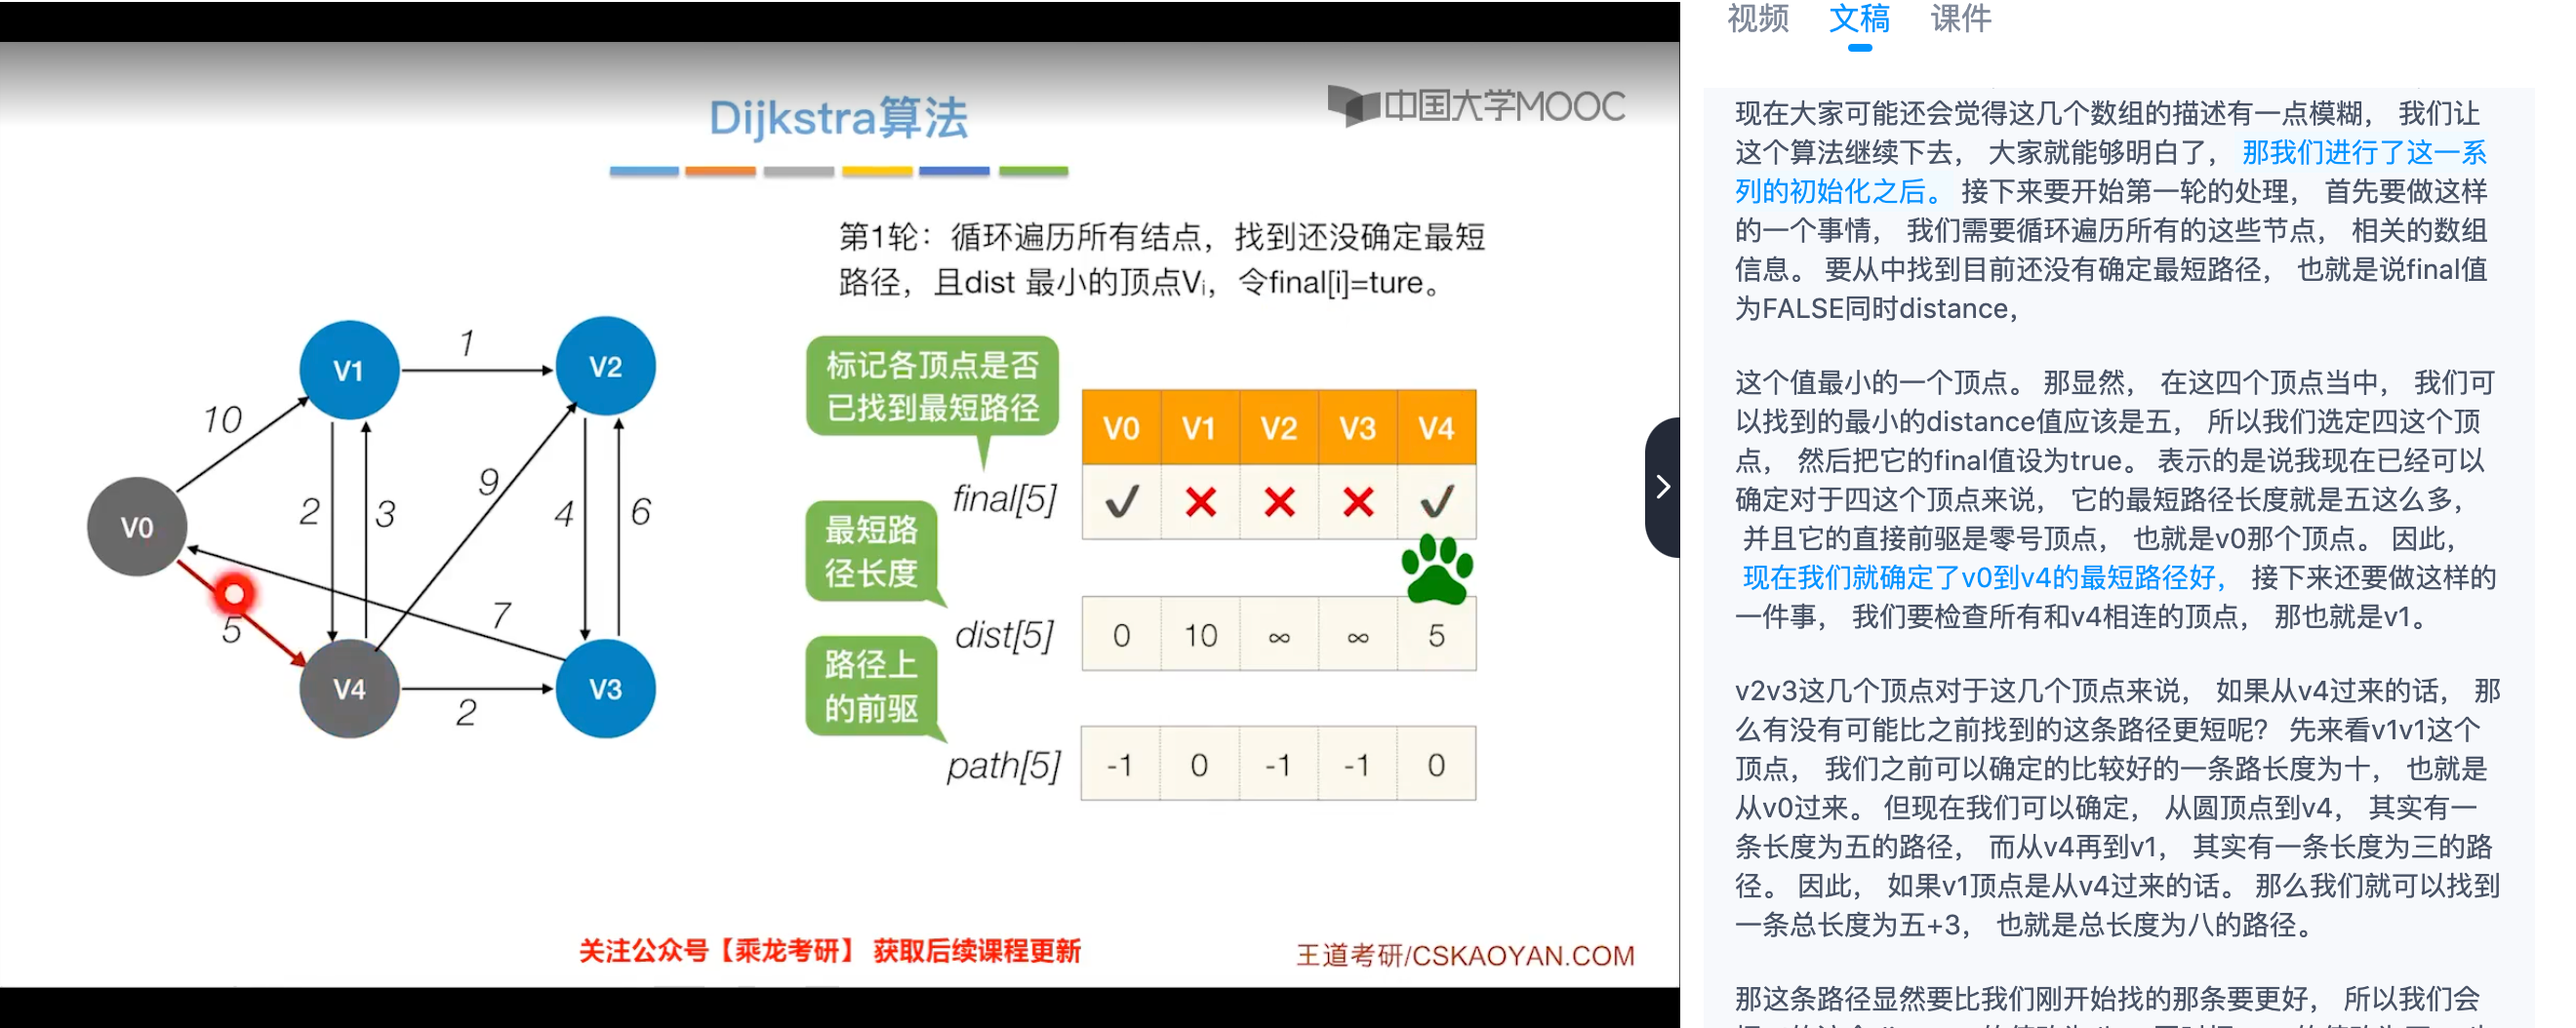 Dijkstra算法
中国大学MOOC
第1轮：循环遍历所有结点，找到还没确定最短
路径，且dist 最小的顶点Vi，令final[i]=ture。
标记各顶点是否
已找到最短路径
V0 V1 V2 V3 V4
final[5]
最短路
径长度
dist[5] 0 10 ∞ ∞ 5
路径上
的前驱
path[5] -1 0 -1 -1 0
V1
1
V2
10
9
2
3
4
6
V0
5
7
V4
2
V3
关注公众号【乘龙考研】 获取后续课程更新
王道考研/CSKAOYAN.COM
视频 文稿 课件
现在大家可能还会觉得这几个数组的描述有一点模糊， 我们让
这个算法继续下去， 大家就能够明白了， 那我们进行了这一系
列的初始化之后。 接下来要开始第一轮的处理， 首先要做这样
的一个事情， 我们需要循环遍历所有的这些节点， 相关的数组
信息。 要从中找到目前还没有确定最短路径， 也就是说final值
为FALSE同时distance，
这个值最小的一个顶点。 那显然， 在这四个顶点当中， 我们可
以找到的最小的distance值应该是五， 所以我们选定四这个顶
点， 然后把它的final值设为true。 表示的是说我现在已经可以
确定对于四这个顶点来说， 它的最短路径长度就是五这么多，
并且它的直接前驱是零号顶点， 也就是v0那个顶点。 因此，
现在我们就确定了v0到v4的最短路径好， 接下来还要做这样的
一件事， 我们要检查所有和v4相连的顶点， 那也就是v1。
v2v3这几个顶点对于这几个顶点来说， 如果从v4过来的话， 那
么有没有可能比之前找到的这条路径更短呢？ 先来看v1v1这个
顶点， 我们之前可以确定的比较好的一条路长度为十， 也就是
从v0过来。 但现在我们可以确定， 从圆顶点到v4， 其实有一
条长度为五的路径， 而从v4再到v1， 其实有一条长度为三的路
径。 因此， 如果v1顶点是从v4过来的话。 那么我们就可以找到
一条总长度为五+3， 也就是总长度为八的路径。
那这条路径显然要比我们刚开始找的那条要更好， 所以我们会